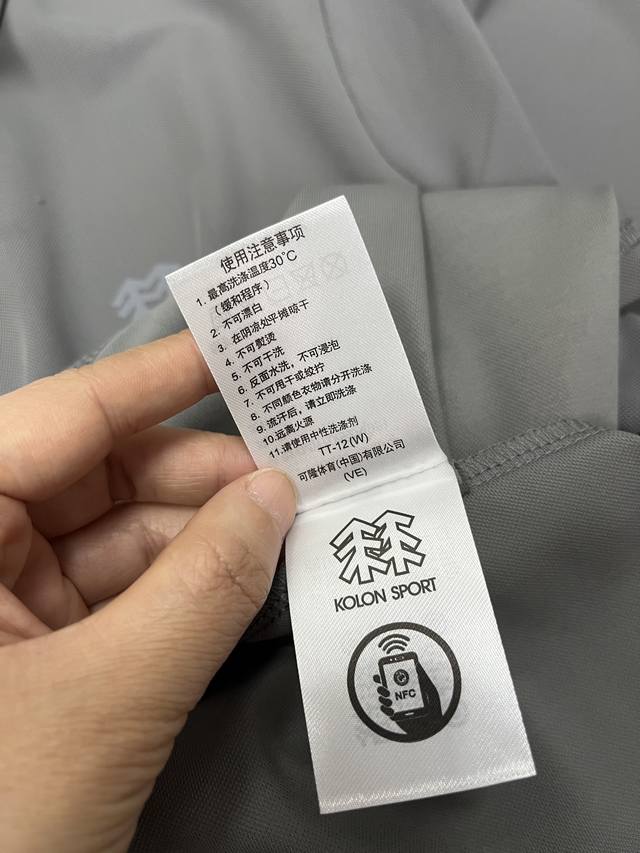 使用注意事项
1. 最高洗涤温度30°C
（缓和程序）
2. 不可漂白
3. 在阴凉处平摊晾干
4. 不可熨烫
5. 不可干洗
6. 反面水洗，不可浸泡
7. 不可甩干或绞拧
8. 不同颜色衣物请分开洗涤
9. 流汗后，请立即洗涤
10.远离火源
11.请使用中性洗涤剂
TT-12(W)
可隆体育(中国)有限公司
(VE)
KOLON SPORT
NFC